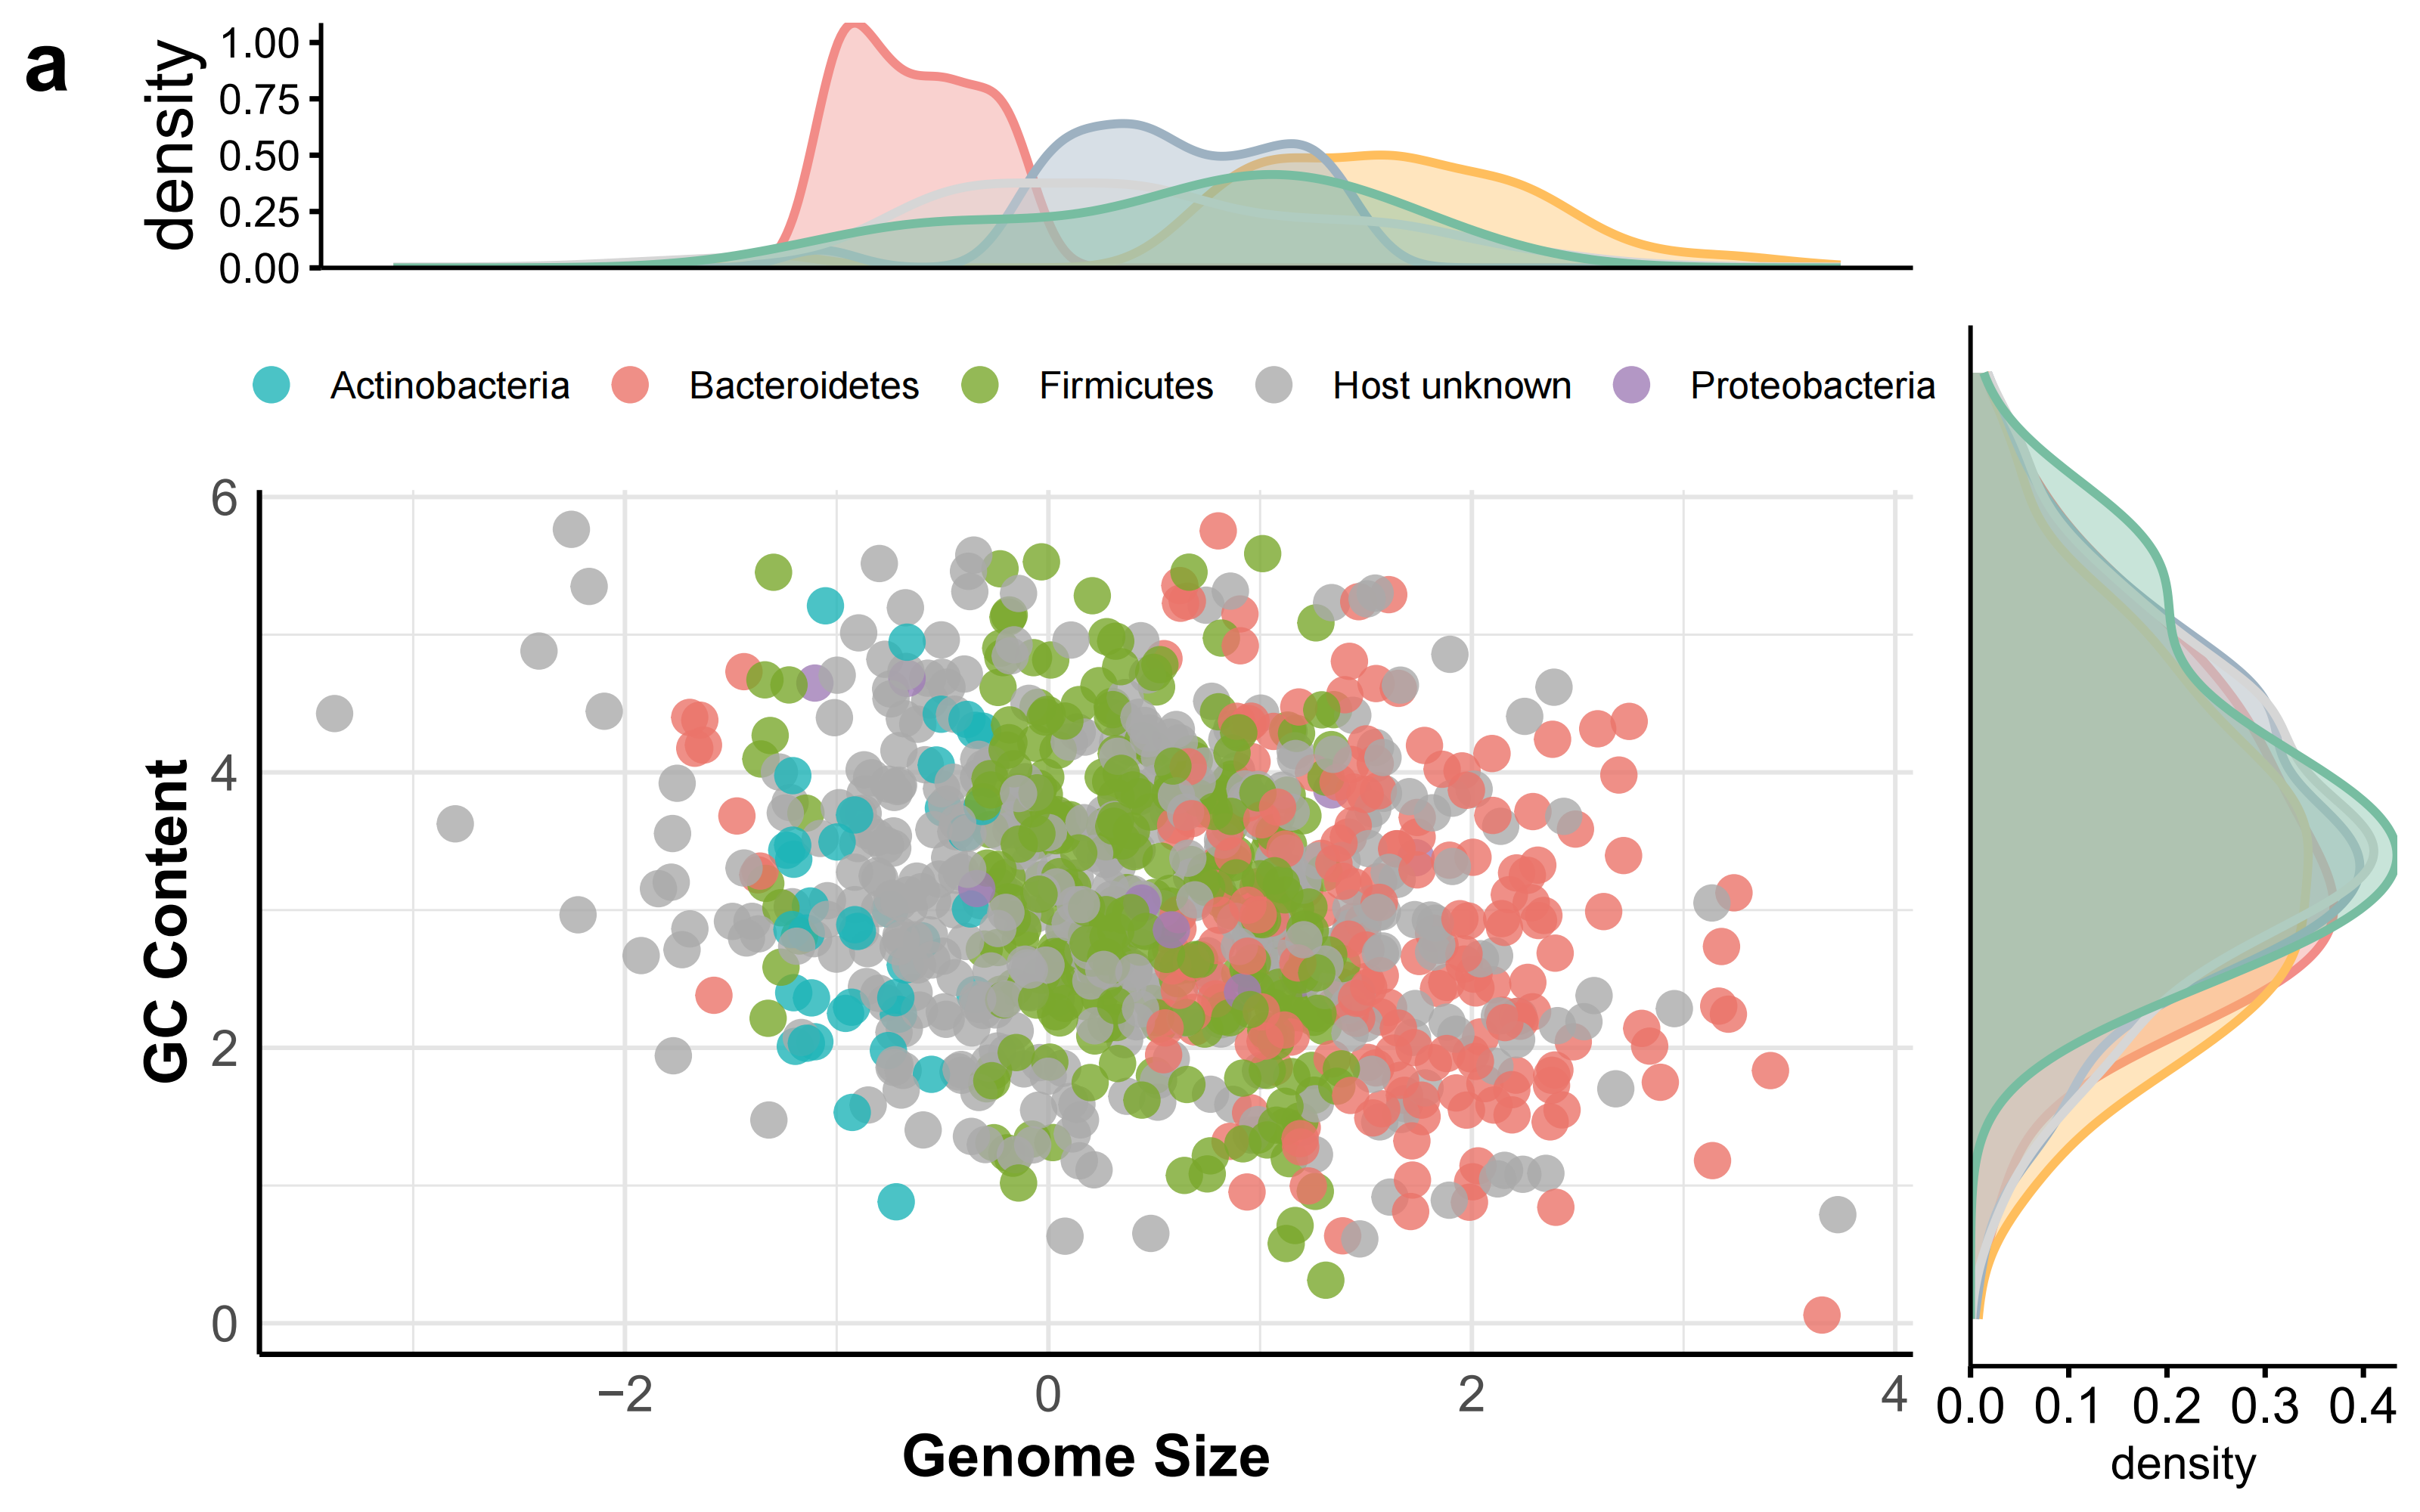 a
density
1.00
0.75
0.50
0.25
0.00
Actinobacteria Bacteroidetes Firmicutes Host unknown Proteobacteria
GC Content
6
4
2
0
−2 0 2 4
Genome Size
0.0 0.1 0.2 0.3 0.4
density